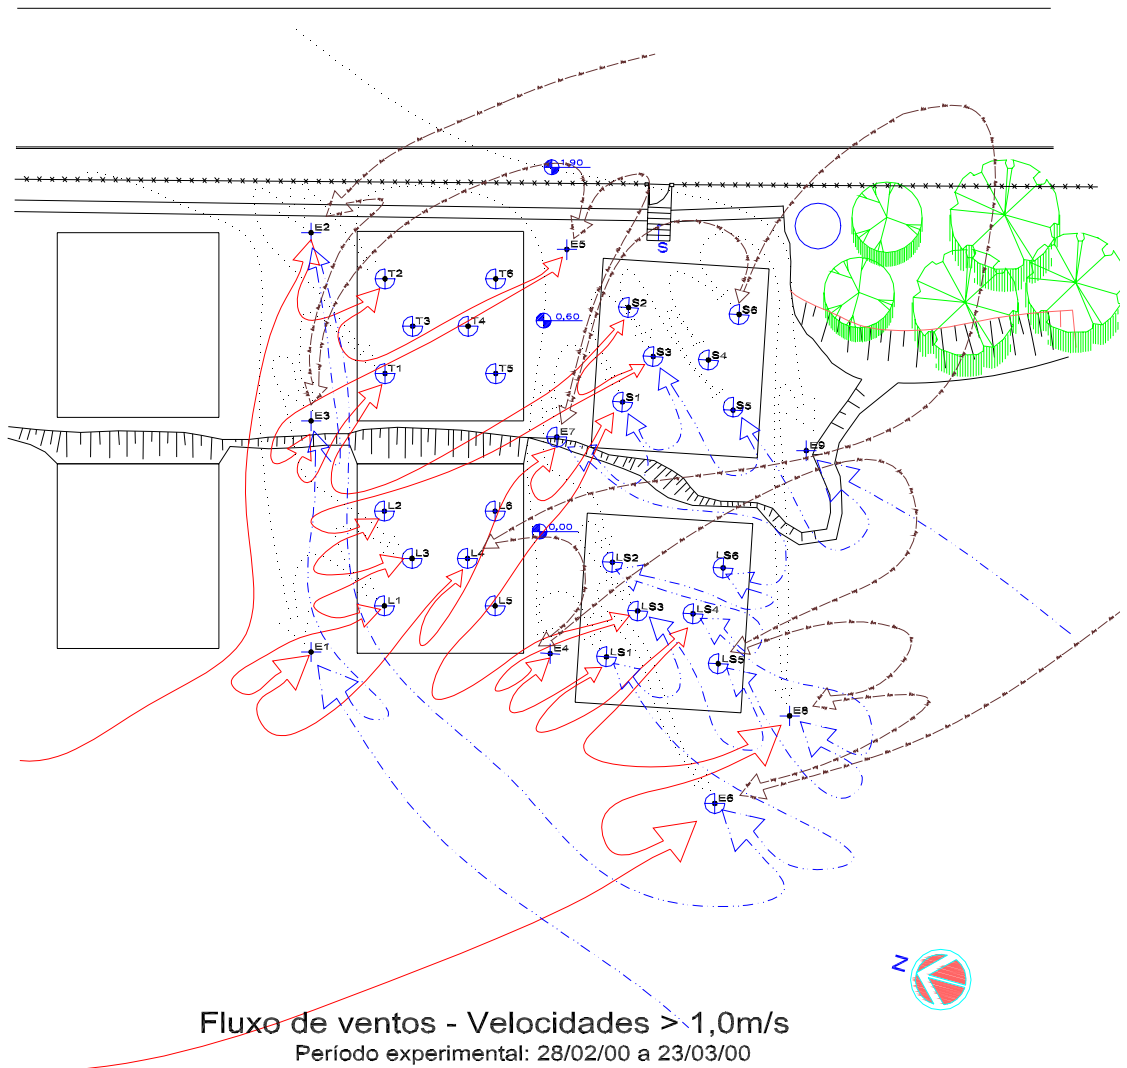 1,90
E2
E5
S
T2
T6
S2
S6
0,60
T3
T4
S3
S4
T1
T5
S1
S5
E3
E7
E9
L2
L6
0,00
L3
L4
LS2
LS6
L1
L5
LS3
LS4
E1
E4
LS1
LS5
E8
E6
N
Fluxo de ventos - Velocidades > 1,0m/s
Período experimental: 28/02/00 a 23/03/00